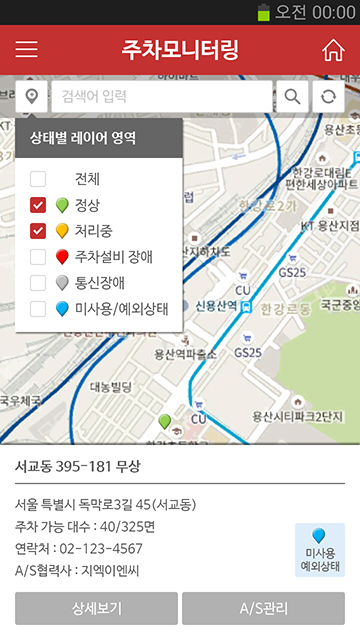 오전 00:00
주차모니터링
검색어 입력
상태별 레이어 영역
전체
정상
처리중
주차설비 장애
통신장애
미사용/예외상태
KT
한강로대림E
편한세상아파트
한강로2가
KT 용산지점
산지하차도
GS25
CU
신용산역
한강로동
국군중앙
용산역파출소
GS25
대농빌딩
국우체국
CU
용산시티파크2단지
서교동 395-181 무상
서울 특별시 독막로3길 45(서교동)
주차 가능 대수 : 40/325면
연락처 : 02-123-4567
A/S협력사 : 지엑이엔씨
미사용
예외상태
상세보기
A/S관리